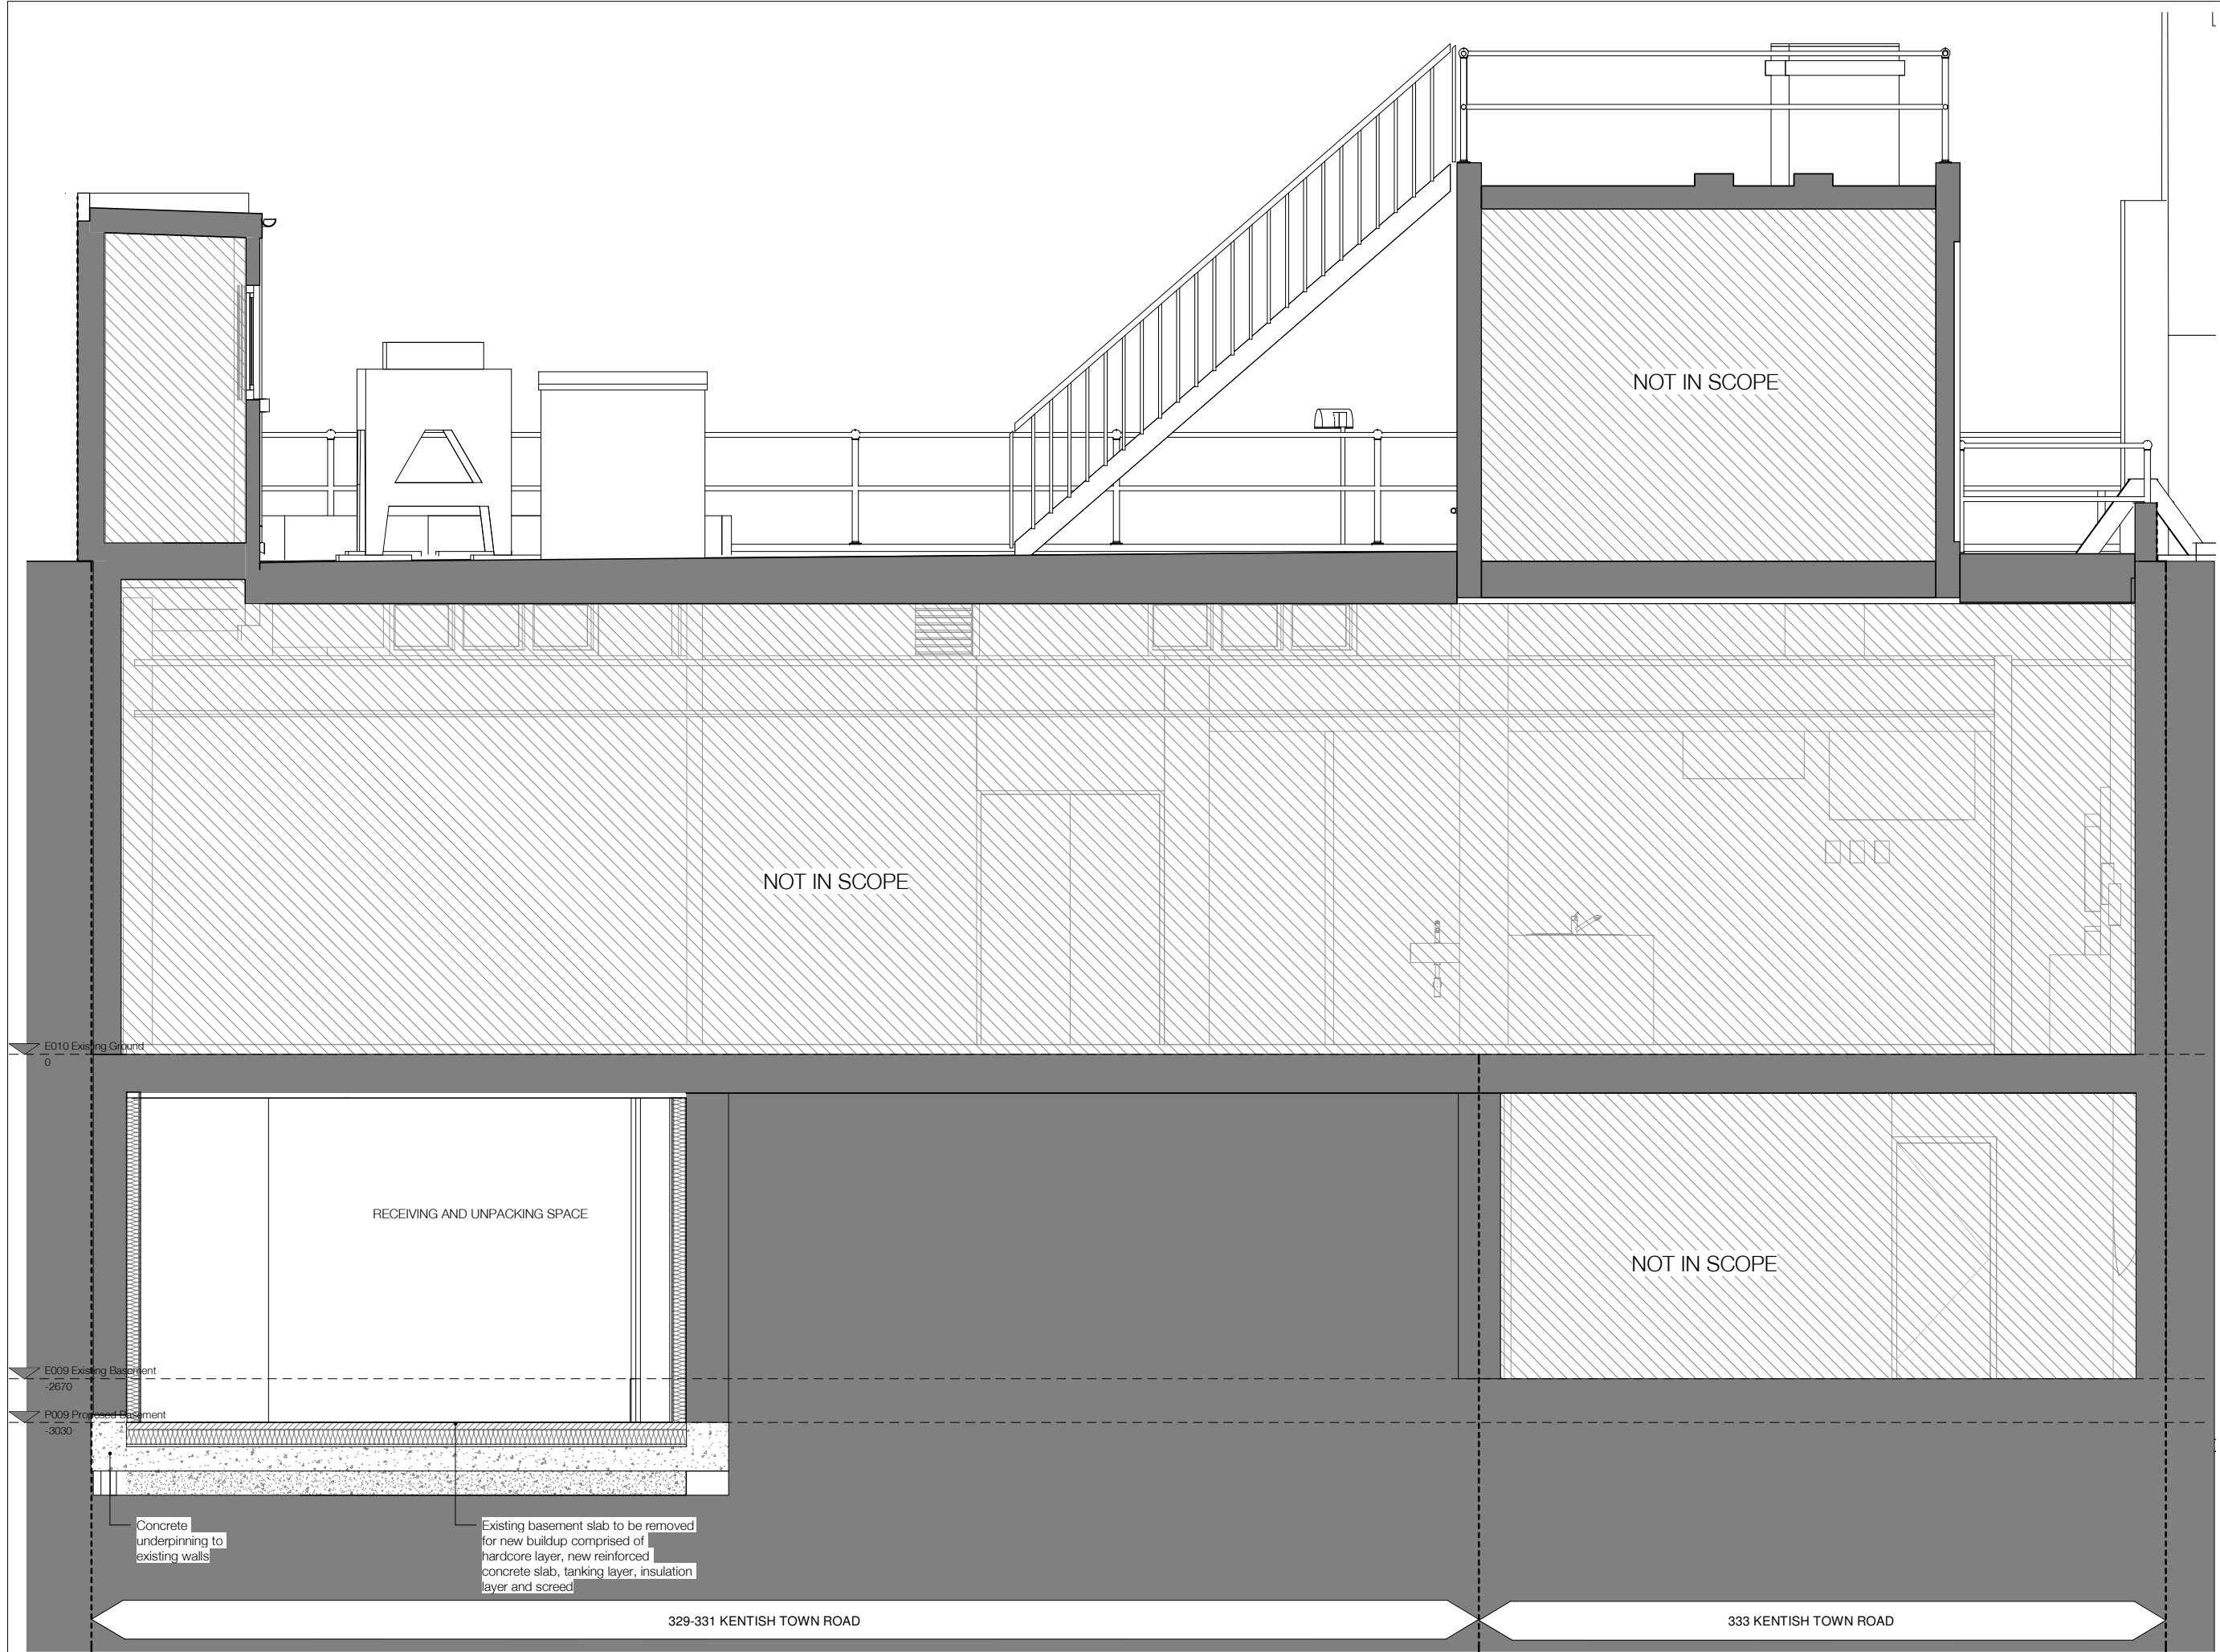 NOT IN SCOPE
NOT IN SCOPE
E010 Existing Ground
0
RECEIVING AND UNPACKING SPACE
NOT IN SCOPE
E009 Existing Basement
-2670
P009 Proposed Basement
-3030
Concrete
underpinning to
existing walls
Existing basement slab to be removed
for new buildup comprised of
hardcore layer, new reinforced
concrete slab, tanking layer, insulation
layer and screed
329-331 KENTISH TOWN ROAD
333 KENTISH TOWN ROAD